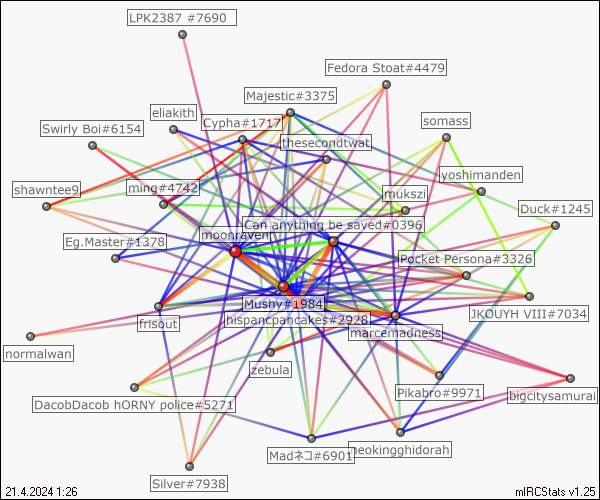 LPK2387 #7690
Fedora Stoat#4479
Majestic#3375
eliakith
Cypha#1717
somass
Swirly Boi#6154
thesecondtwat
yoshimanden
shawntee9
ming#4742
mukszi
Duck#1245
Can anything be saved#0396
moonraven
Eg.Master#1378
Pocket Persona#3326
Mushy#1984
JKOUYH VIII#7034
frisout
hispancpancakes#2928
marcemadness
normalwan
zebula
Pikabro#9971
bigcitysamurai
DacobDacob hORNY police#5271
Madネコ#6901
neokingghidorah
Silver#7938
21.4.2024 1:26
mIRCStats v1.25